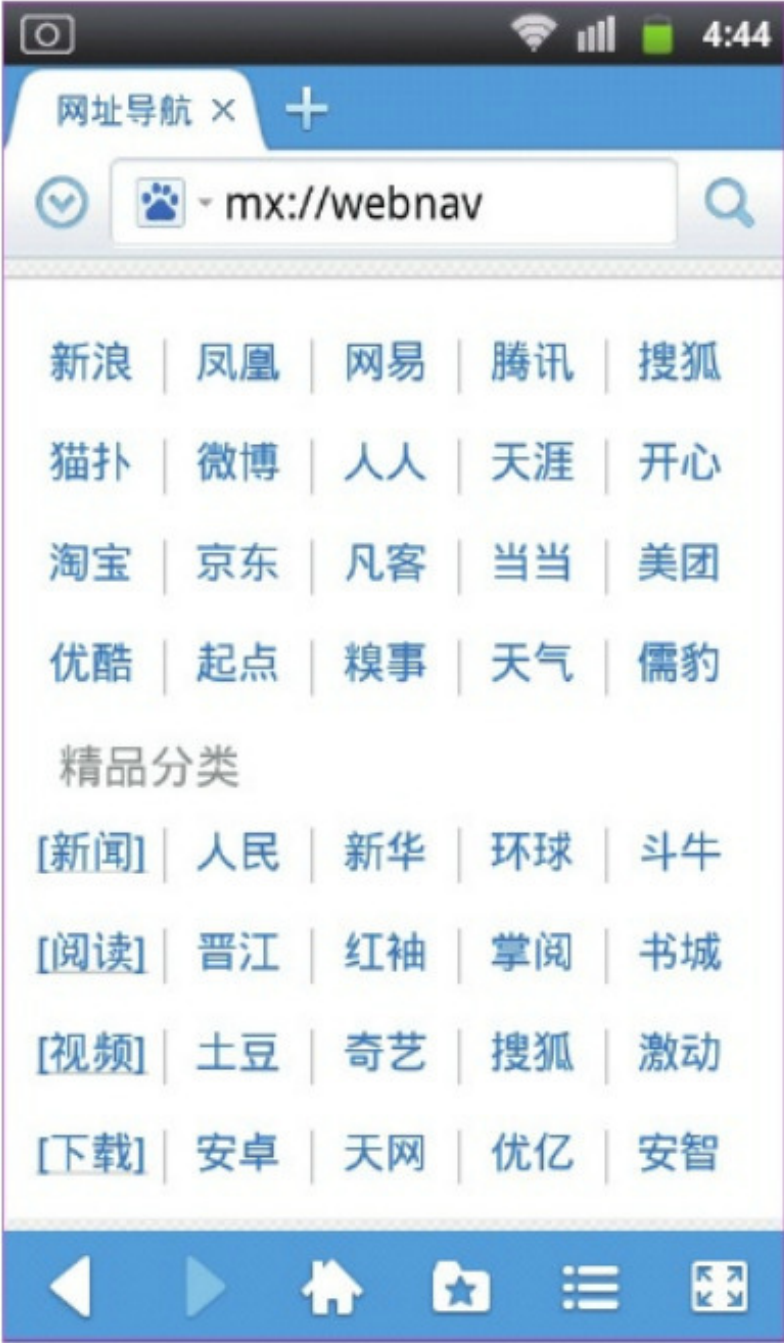 4:44
网址导航 ×
mx://webnav
新浪 凤凰 网易 腾讯 搜狐
猫扑 微博 人人 天涯 开心
淘宝 京东 凡客 当当 美团
优酷 起点 糗事 天气 儒豹
精品分类
[新闻] 人民 新华 环球 斗牛
[阅读] 晋江 红袖 掌阅 书城
[视频] 土豆 奇艺 搜狐 激动
[下载] 安卓 天网 优亿 安智